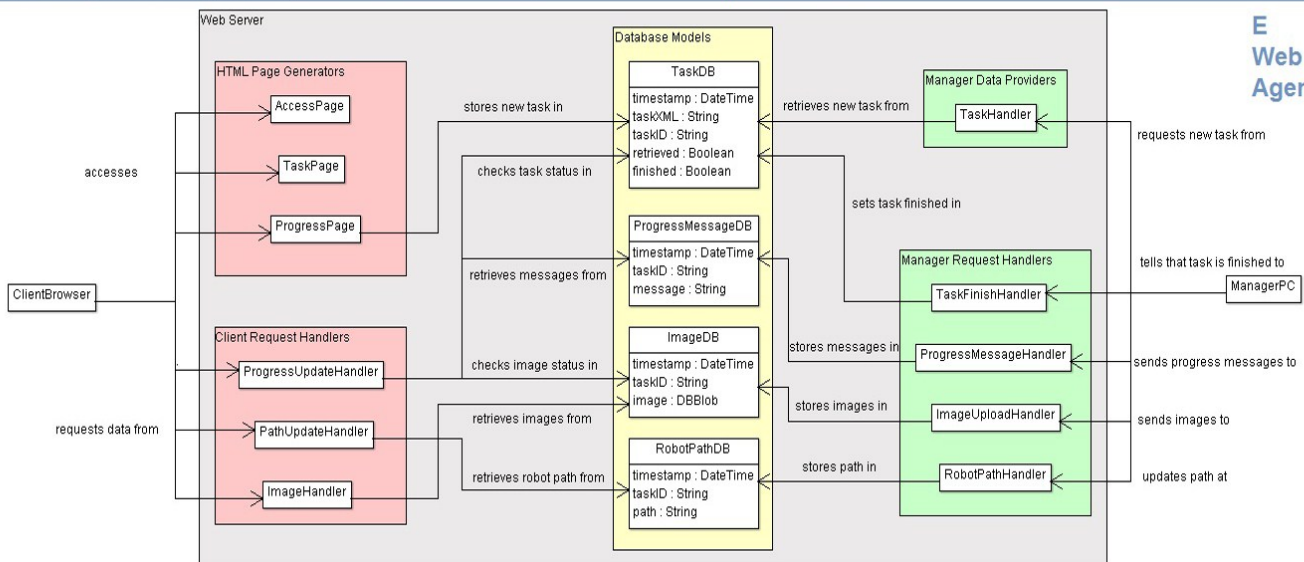 Web Server
E
Web
Agen
HTML Page Generators
AccessPage
TaskPage
ProgressPage
accesses
ClientBrowser
requests data from
Client Request Handlers
ProgressUpdateHandler
PathUpdateHandler
ImageHandler
stores new task in
checks task status in
retrieves messages from
checks image status in
retrieves images from
retrieves robot path from
Database Models
TaskDB
timestamp : DateTime
taskXML : String
taskID : String
retrieved : Boolean
finished : Boolean
ProgressMessageDB
timestamp : DateTime
taskID : String
message : String
ImageDB
timestamp : DateTime
taskID : String
image : DBBlob
RobotPathDB
timestamp : DateTime
taskID : String
path : String
retrieves new task from
sets task finished in
stores messages in
stores images in
stores path in
Manager Data Providers
TaskHandler
Manager Request Handlers
TaskFinishHandler
ProgressMessageHandler
ImageUploadHandler
RobotPathHandler
requests new task from
tells that task is finished to
ManagerPC
sends progress messages to
sends images to
updates path at